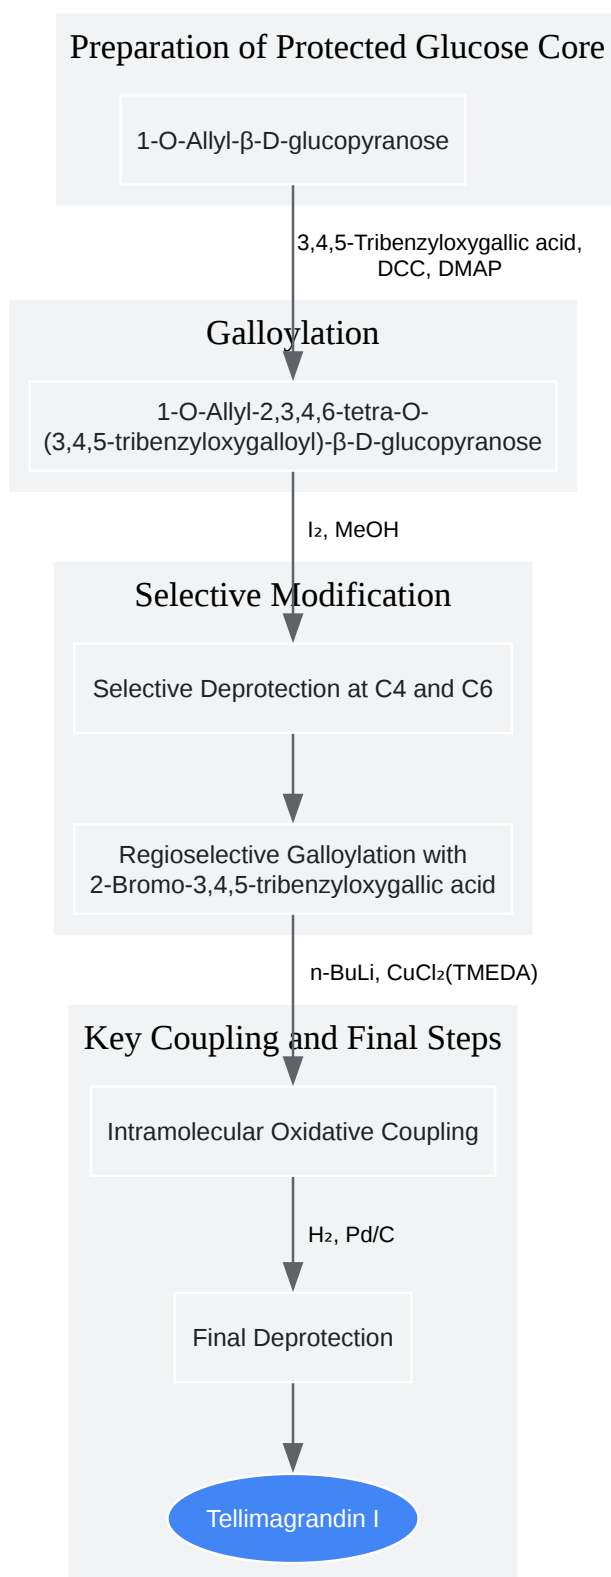 Preparation of Protected Glucose Core
1-O-Allyl-β-D-glucopyranose
3,4,5-Tribenzyloxygallic acid,
DCC, DMAP
Galloylation
1-O-Allyl-2,3,4,6-tetra-O-
(3,4,5-tribenzyloxygalloyl)-β-D-glucopyranose
I₂, MeOH
Selective Modification
Selective Deprotection at C4 and C6
Regioselective Galloylation with
2-Bromo-3,4,5-tribenzyloxygallic acid
n-BuLi, CuCl₂(TMEDA)
Key Coupling and Final Steps
Intramolecular Oxidative Coupling
H₂, Pd/C
Final Deprotection
Tellimagrandin I